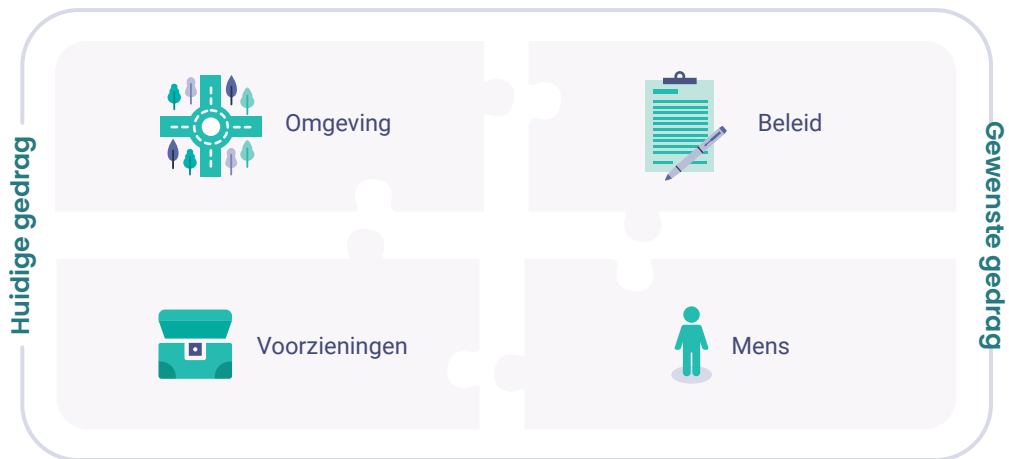 Huidige gedrag
Omgeving
Beleid
Voorzieningen
Mens
Gewenste gedrag